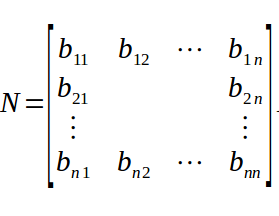 N = [ b₁₁ b₁₂ ⋯ b₁ₙ
b₂₁ b₂ₙ
⋮ ⋮
bₙ₁ bₙ₂ ⋯ bₙₙ ] .